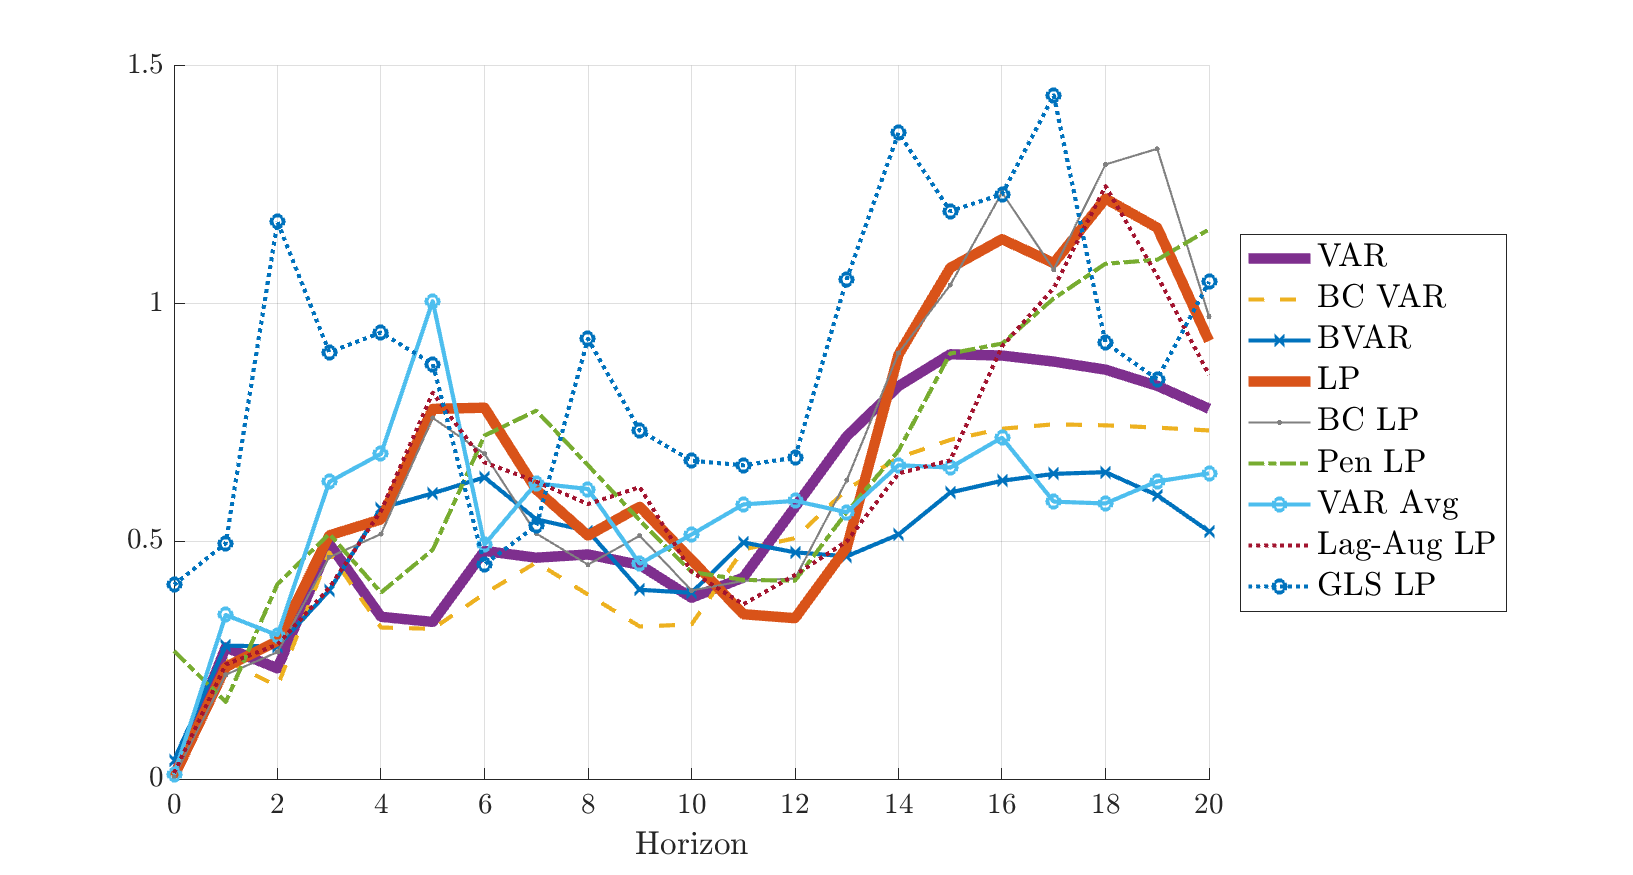 1.5
1
0.5
0
0 2 4 6 8 10 12 14 16 18 20
Horizon
VAR
BC VAR
BVAR
LP
BC LP
Pen LP
VAR Avg
Lag-Aug LP
GLS LP